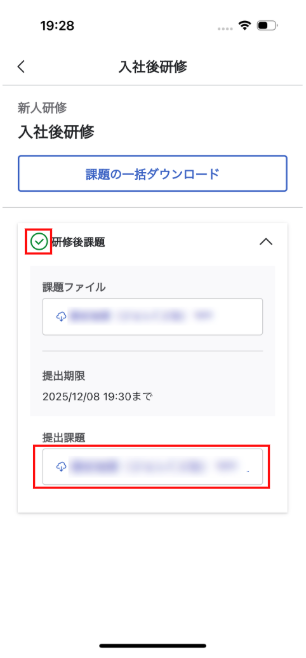 19:28
入社後研修
新人研修
入社後研修
課題の一括ダウンロード
研修後課題
課題ファイル
提出期限
2025/12/08 19:30まで
提出課題